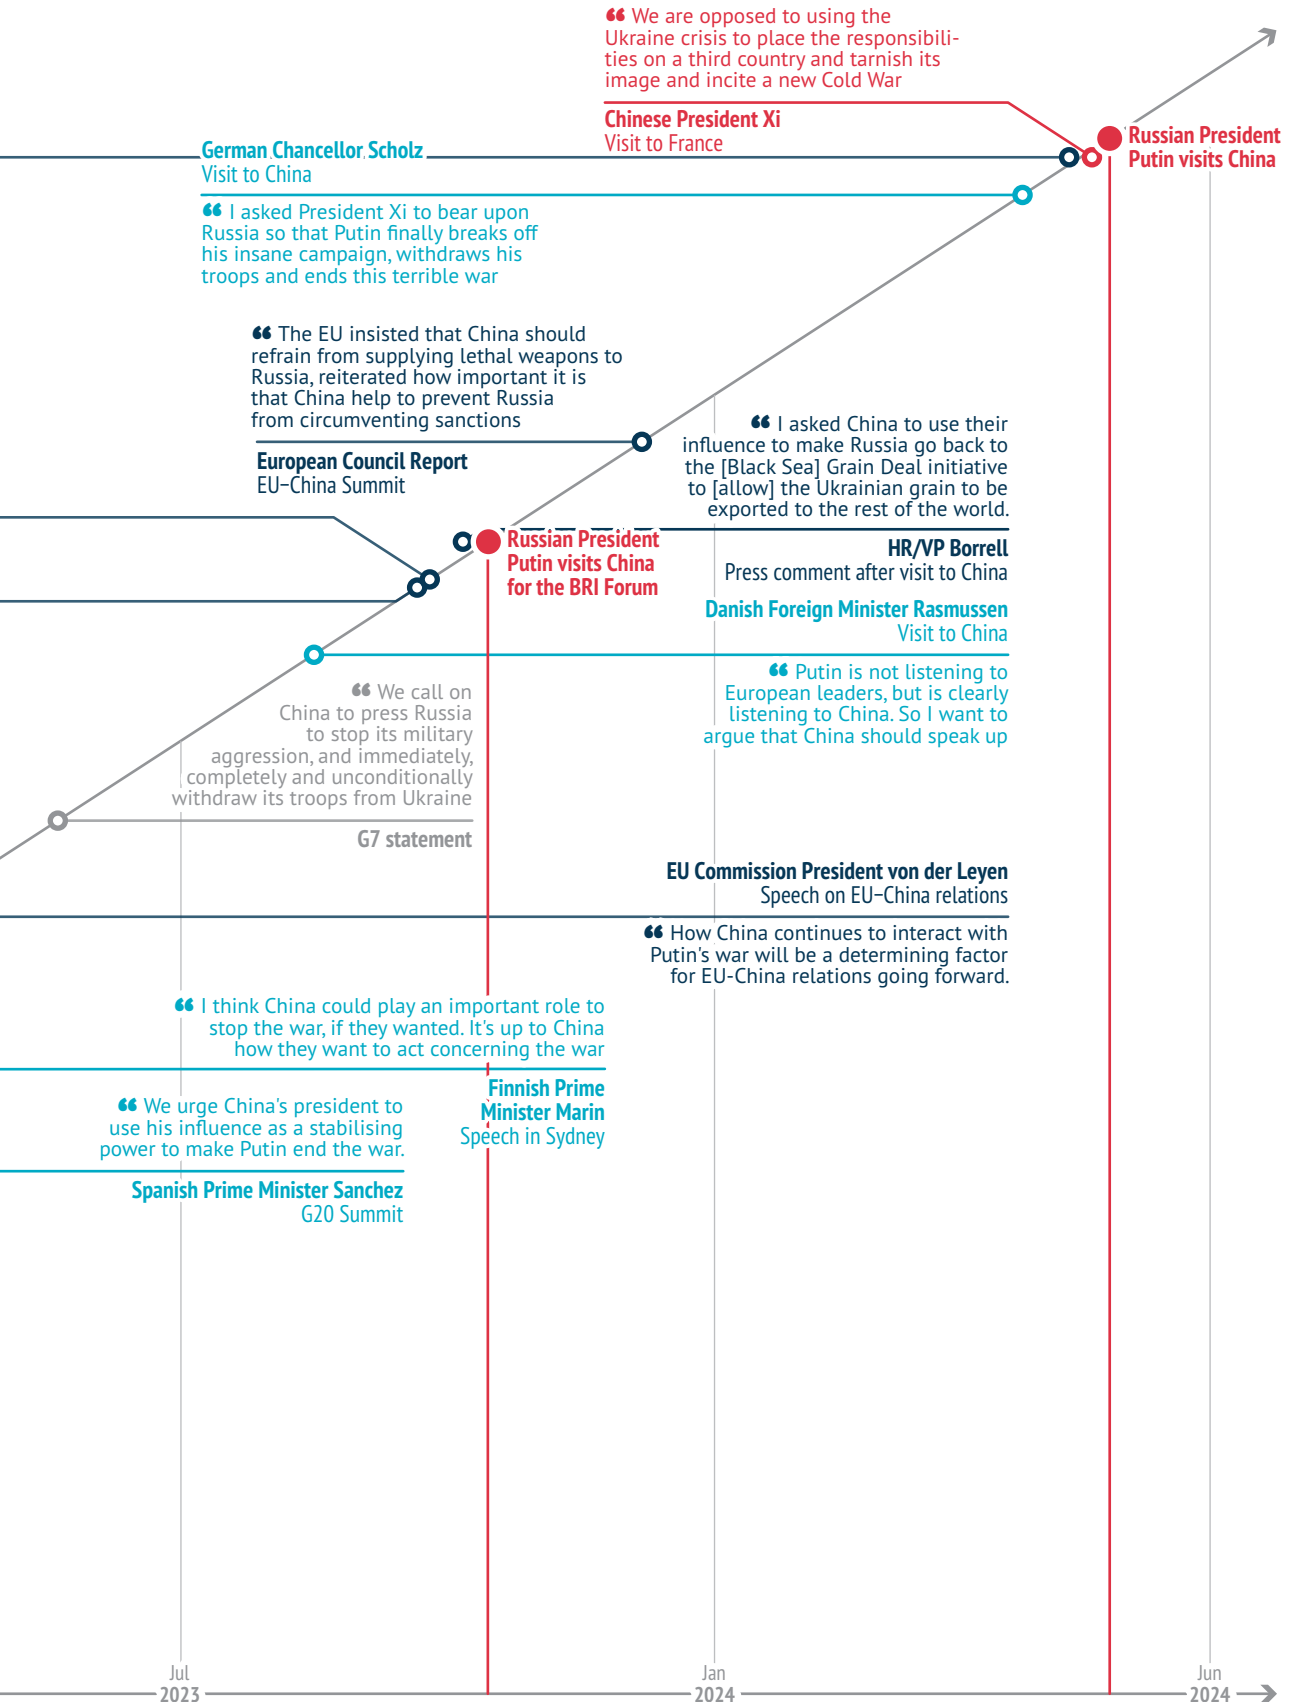 “ We are opposed to using the
Ukraine crisis to place the responsibili-
ties on a third country and tarnish its
image and incite a new Cold War
Chinese President Xi
Visit to France
Russian President
Putin visits China
German Chancellor Scholz
Visit to China
“ I asked President Xi to bear upon
Russia so that Putin finally breaks off
his insane campaign, withdraws his
troops and ends this terrible war
“ The EU insisted that China should
refrain from supplying lethal weapons to
Russia, reiterated how important it is
that China help to prevent Russia
from circumventing sanctions
European Council Report
EU–China Summit
“ I asked China to use their
influence to make Russia go back to
the [Black Sea] Grain Deal initiative
to [allow] the Ukrainian grain to be
exported to the rest of the world.
HR/VP Borrell
Press comment after visit to China
Russian President
Putin visits China
for the BRI Forum
Danish Foreign Minister Rasmussen
Visit to China
“ Putin is not listening to
European leaders, but is clearly
listening to China. So I want to
argue that China should speak up
“ We call on
China to press Russia
to stop its military
aggression, and immediately,
completely and unconditionally
withdraw its troops from Ukraine
G7 statement
EU Commission President von der Leyen
Speech on EU–China relations
“ How China continues to interact with
Putin's war will be a determining factor
for EU-China relations going forward.
“ I think China could play an important role to
stop the war, if they wanted. It's up to China
how they want to act concerning the war
Finnish Prime
Minister Marin
Speech in Sydney
“ We urge China's president to
use his influence as a stabilising
power to make Putin end the war.
Spanish Prime Minister Sanchez
G20 Summit
Jul
2023
Jan
2024
Jun
2024